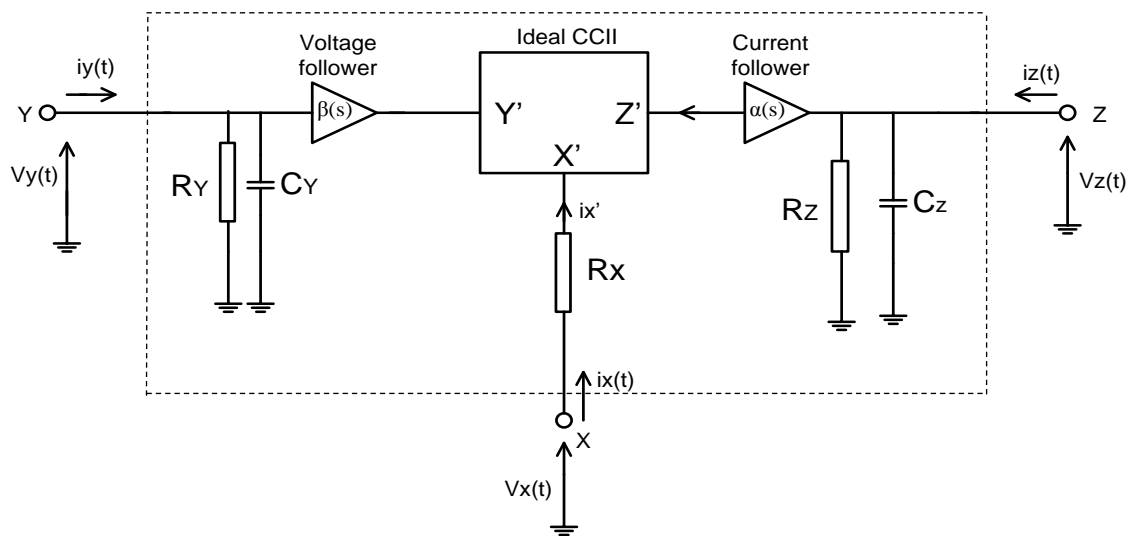 Voltage
follower
Ideal CCII
Current
follower
iy(t)
iz(t)
Y
β(s)
Y'
Z'
α(s)
Z
X'
Vy(t)
RY
CY
ix'
RZ
CZ
Vz(t)
Rx
ix(t)
X
Vx(t)